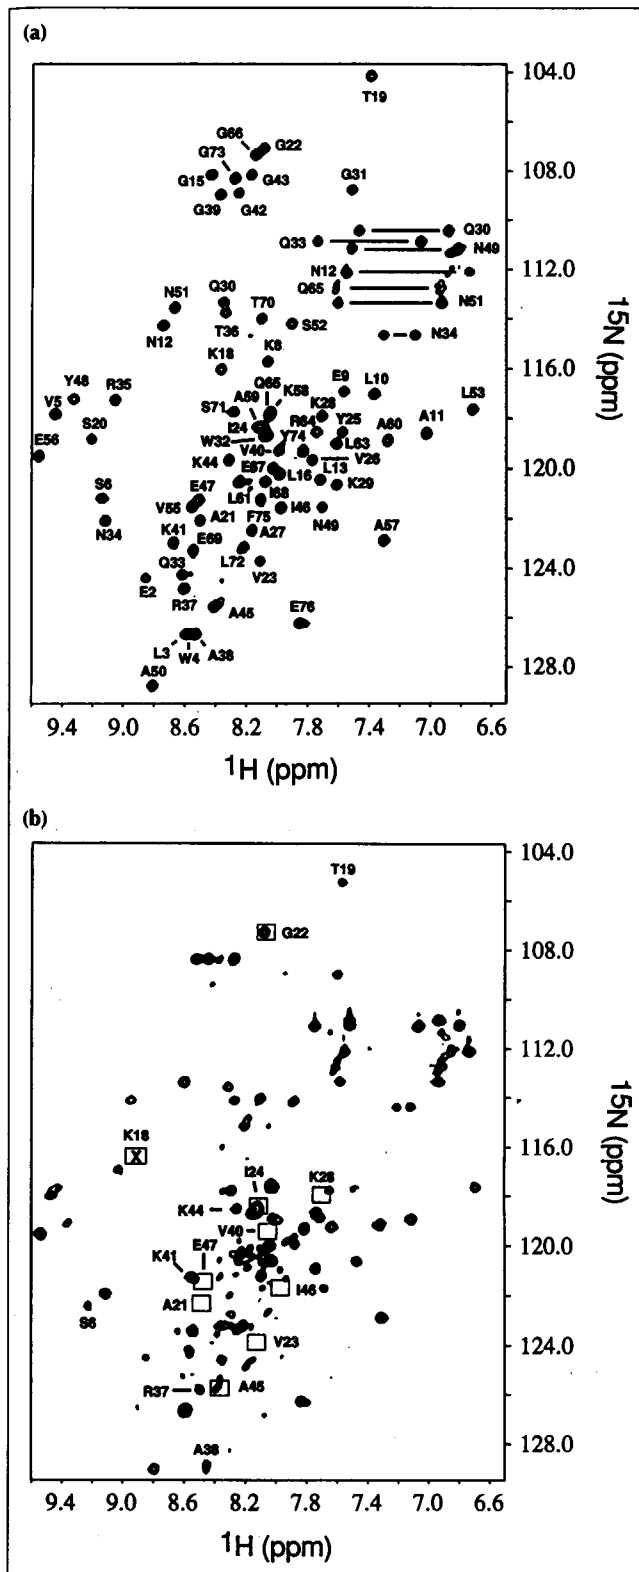 (a)
104.0
T19
G66
G22
G73
108.0
G15
G43
G31
G39
G42
Q30
Q33
N49
112.0
N12
Q65
N51
Q30
N51
T70
S52
N12
T36
N34
K8
116.0
K18
Y48
R35
Q65
K58
E9
L10
V5
A59
K28
L53
S71
R64
Y25
A11
S20
I24
A60
E56
W32
Y74
L63
V40
V26
K44
E67
L16
L13
120.0
S6
E47
K29
L61
I68
V55
A21
I46
N49
N34
F75
A57
K41
E69
A27
Q33
L72
V23
124.0
E2
R37
A45
E76
L3
A38
W4
A50
128.0
15N (ppm)
9.4 9.0 8.6 8.2 7.8 7.4 7.0 6.6
1H (ppm)
(b)
104.0
T19
G22
108.0
112.0
K18
116.0
X
I24
K28
K44
V40
E47
120.0
K41
I46
A21
S6
V23
124.0
R37
A45
A38
128.0
15N (ppm)
9.4 9.0 8.6 8.2 7.8 7.4 7.0 6.6
1H (ppm)